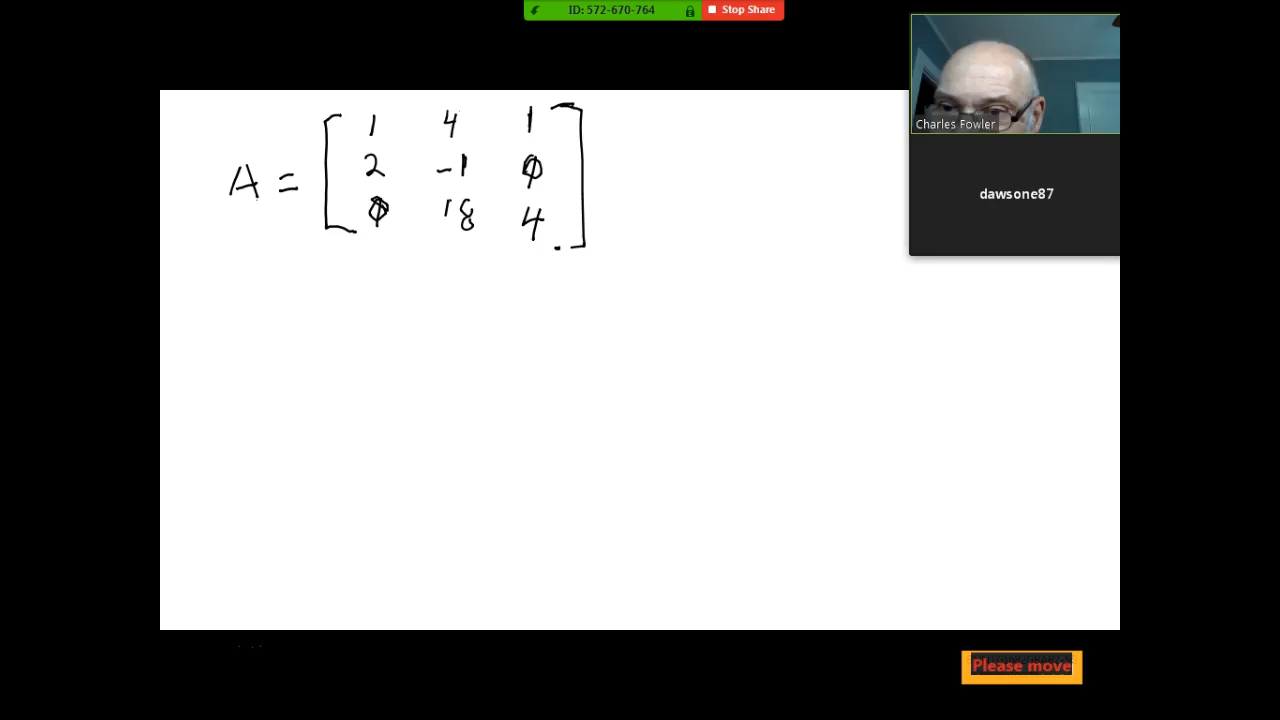 ID: 572-670-764 Stop Share
Charles Fowler
dawsone87
1 4 1
A = 2 -1 0
0 18 4
Please move